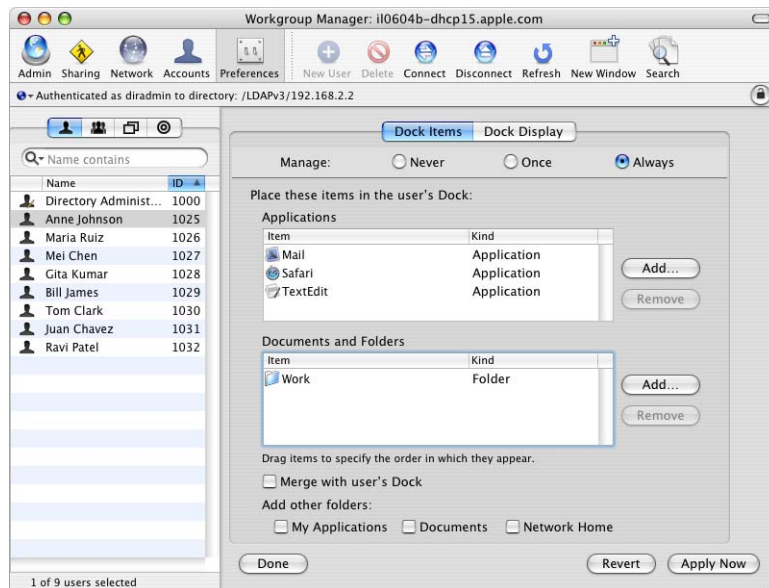 Workgroup Manager: il0604b-dhcp15.apple.com
Admin Sharing Network Accounts Preferences New User Delete Connect Disconnect Refresh New Window Search
Authenticated as diradmin to directory: /LDAPv3/192.168.2.2
Name contains
Name ID
Directory Administ... 1000
Anne Johnson 1025
Maria Ruiz 1026
Mei Chen 1027
Gita Kumar 1028
Bill James 1029
Tom Clark 1030
Juan Chavez 1031
Ravi Patel 1032
1 of 9 users selected
Dock Items Dock Display
Manage: Never Once Always
Place these items in the user's Dock:
Applications
Item Kind
Mail Application
Safari Application
TextEdit Application
Add...
Remove
Documents and Folders
Item Kind
Work Folder
Add...
Remove
Drag items to specify the order in which they appear.
Merge with user's Dock
Add other folders:
My Applications Documents Network Home
Done Revert Apply Now